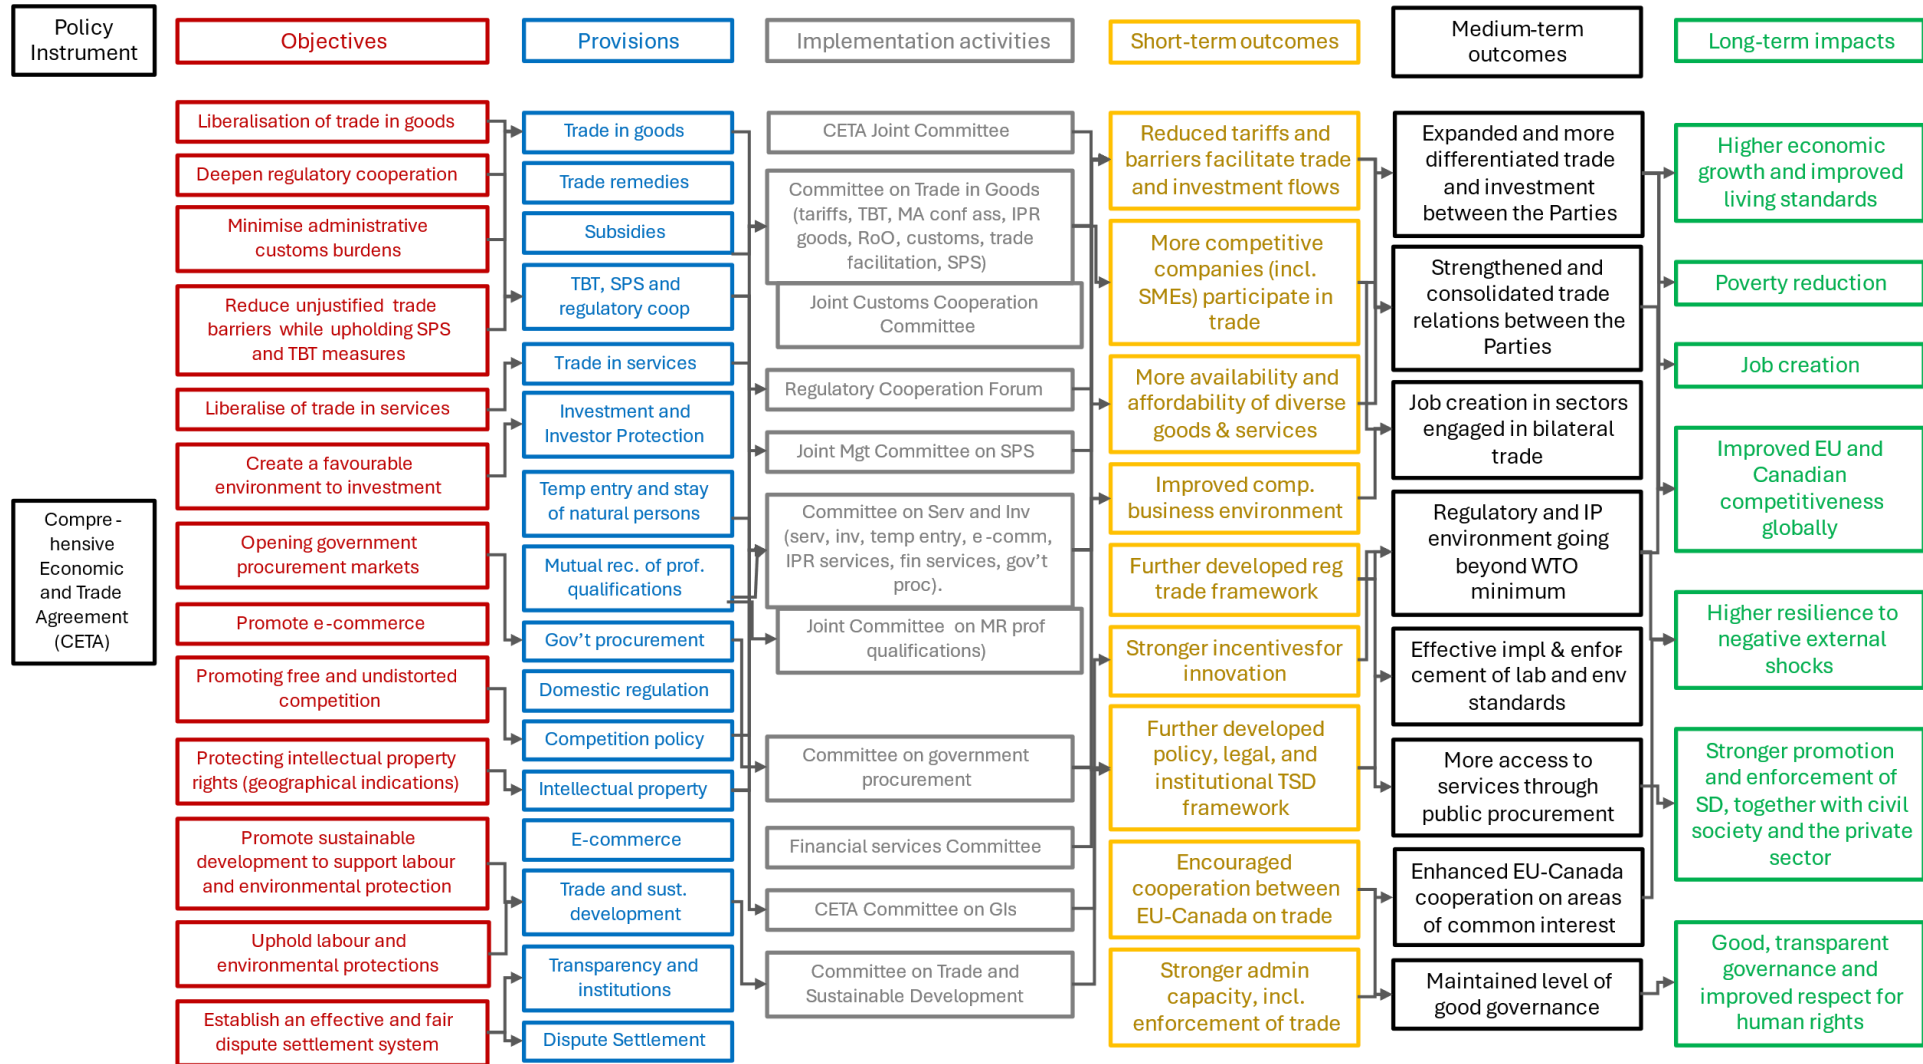 Policy
Instrument
Objectives
Provisions
Implementation activities
Short-term outcomes
Medium-term
outcomes
Long-term impacts
Compre-
hensive
Economic
and Trade
Agreement
(CETA)
Liberalisation of trade in goods
Deepen regulatory cooperation
Minimise administrative
customs burdens
Reduce unjustified trade
barriers while upholding SPS
and TBT measures
Liberalise of trade in services
Create a favourable
environment to investment
Opening government
procurement markets
Promote e-commerce
Promoting free and undistorted
competition
Protecting intellectual property
rights (geographical indications)
Promote sustainable
development to support labour
and environmental protection
Uphold labour and
environmental protections
Establish an effective and fair
dispute settlement system
Trade in goods
Trade remedies
Subsidies
TBT, SPS and
regulatory coop
Trade in services
Investment and
Investor Protection
Temp entry and stay
of natural persons
Mutual rec. of prof.
qualifications
Gov't procurement
Domestic regulation
Competition policy
Intellectual property
E-commerce
Trade and sust.
development
Transparency and
institutions
Dispute Settlement
CETA Joint Committee
Committee on Trade in Goods
(tariffs, TBT, MA conf ass, IPR
goods, RoO, customs, trade
facilitation, SPS)
Joint Customs Cooperation
Committee
Regulatory Cooperation Forum
Joint Mgt Committee on SPS
Committee on Serv and Inv
(serv, inv, temp entry, e-comm,
IPR services, fin services, gov't
proc).
Joint Committee on MR prof
qualifications)
Committee on government
procurement
Financial services Committee
CETA Committee on GIs
Committee on Trade and
Sustainable Development
Reduced tariffs and
barriers facilitate trade
and investment flows
More competitive
companies (incl.
SMEs) participate in
trade
More availability and
affordability of diverse
goods & services
Improved comp.
business environment
Further developed reg
trade framework
Stronger incentives for
innovation
Further developed
policy, legal, and
institutional TSD
framework
Encouraged
cooperation between
EU-Canada on trade
Stronger admin
capacity, incl.
enforcement of trade
Expanded and more
differentiated trade
and investment
between the Parties
Strengthened and
consolidated trade
relations between the
Parties
Job creation in sectors
engaged in bilateral
trade
Regulatory and IP
environment going
beyond WTO
minimum
Effective impl & enfor-
cement of lab and env
standards
More access to
services through
public procurement
Enhanced EU-Canada
cooperation on areas
of common interest
Maintained level of
good governance
Higher economic
growth and improved
living standards
Poverty reduction
Job creation
Improved EU and
Canadian
competitiveness
globally
Higher resilience to
negative external
shocks
Stronger promotion
and enforcement of
SD, together with civil
society and the private
sector
Good, transparent
governance and
improved respect for
human rights